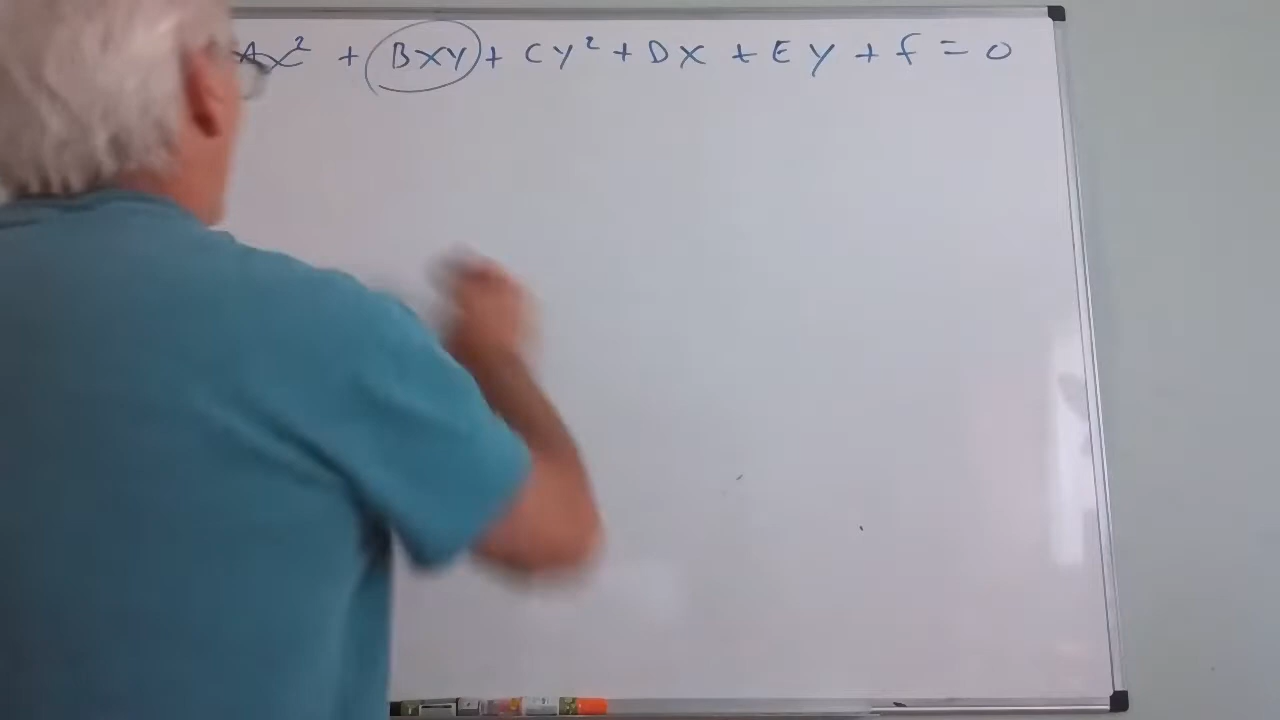 Ax² + BXY + CY² + DX + EY + f = 0